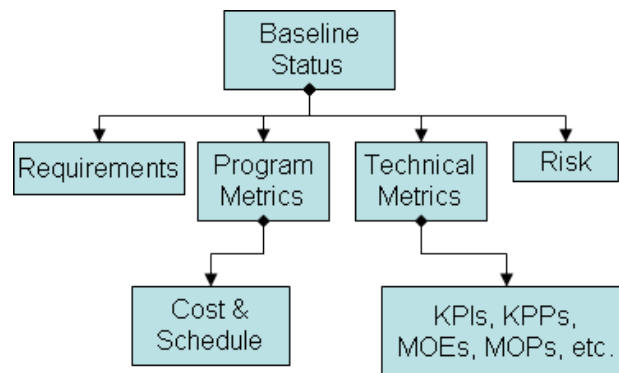 Baseline
Status
Requirements
Program
Metrics
Technical
Metrics
Risk
Cost &
Schedule
KPIs, KPPs,
MOEs, MOPs, etc.